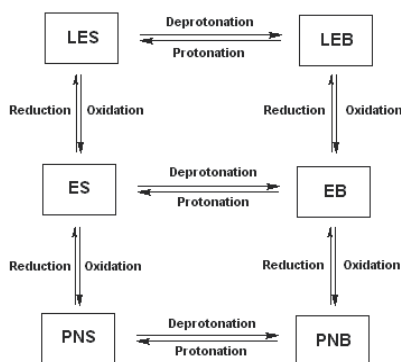 Deprotonation
LES LEB
Protonation
Reduction Oxidation Reduction Oxidation
Deprotonation
ES EB
Protonation
Reduction Oxidation Reduction Oxidation
Deprotonation
PNS PNB
Protonation